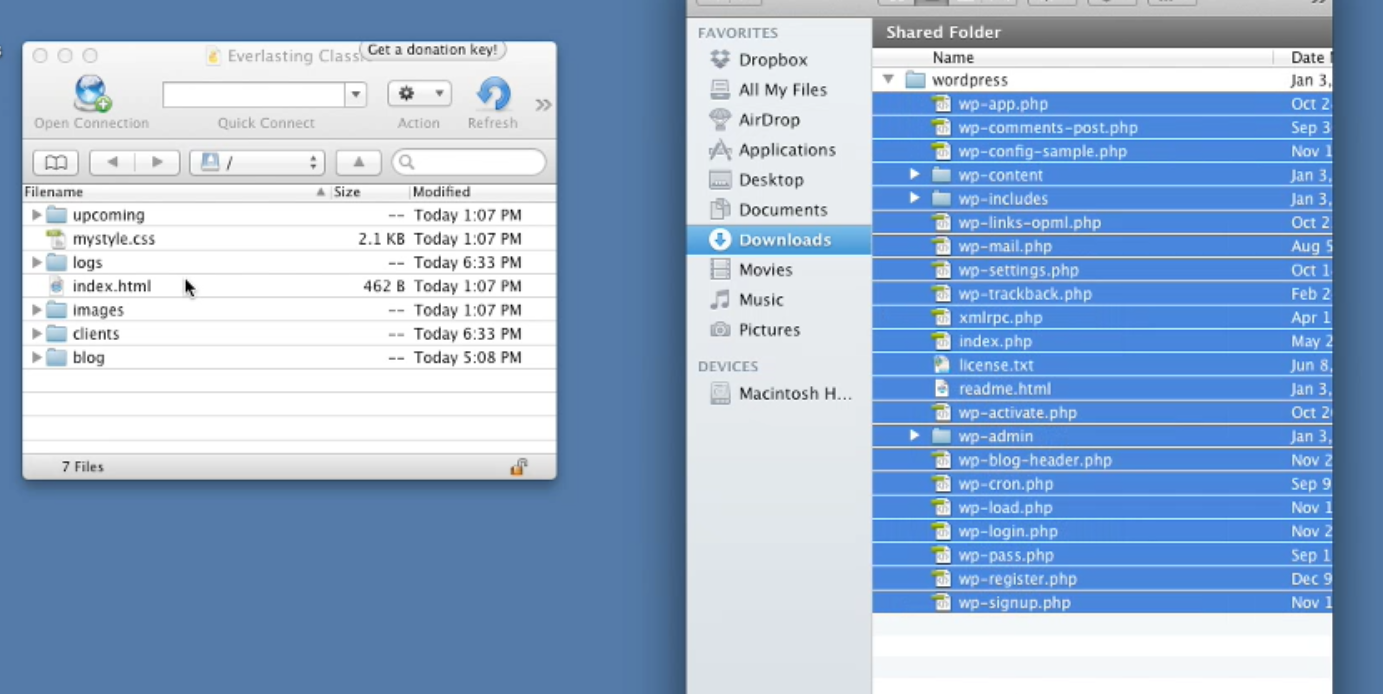 Everlasting Classi
Get a donation key!
Open Connection
Quick Connect
Action
Refresh
/
Filename Size Modified
upcoming -- Today 1:07 PM
mystyle.css 2.1 KB Today 1:07 PM
logs -- Today 6:33 PM
index.html 462 B Today 1:07 PM
images -- Today 1:07 PM
clients -- Today 6:33 PM
blog -- Today 5:08 PM
7 Files
FAVORITES
Dropbox
All My Files
AirDrop
Applications
Desktop
Documents
Downloads
Movies
Music
Pictures
DEVICES
Macintosh H...
Shared Folder
Name Date
wordpress Jan 3,
wp-app.php Oct 2
wp-comments-post.php Sep 3
wp-config-sample.php Nov 1
wp-content Jan 3,
wp-includes Jan 3,
wp-links-opml.php Oct 2
wp-mail.php Aug 5
wp-settings.php Oct 1
wp-trackback.php Feb 2
xmlrpc.php Apr 1
index.php May 2
license.txt Jun 8,
readme.html Jan 3,
wp-activate.php Oct 2
wp-admin Jan 3,
wp-blog-header.php Nov 2
wp-cron.php Sep 9
wp-load.php Nov 1
wp-login.php Nov 2
wp-pass.php Sep 1
wp-register.php Dec 9
wp-signup.php Nov 1